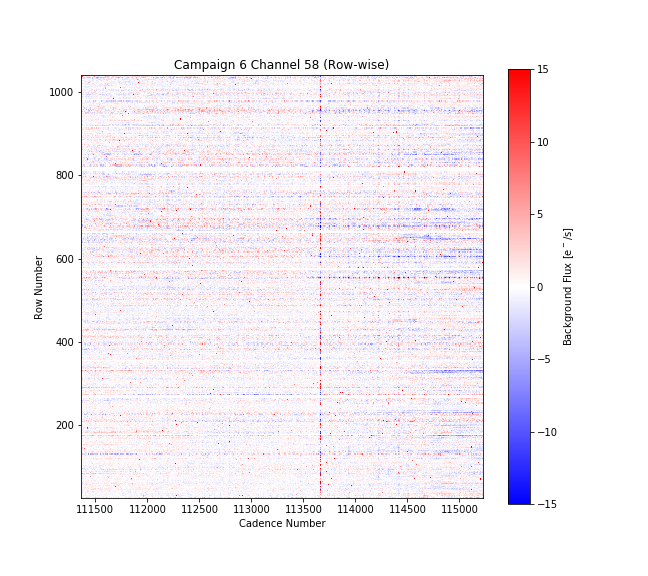 Campaign 6 Channel 58 (Row-wise)
1000
800
600
400
200
Row Number
111500 112000 112500 113000 113500 114000 114500 115000
Cadence Number
15
10
5
0
−5
−10
−15
Background Flux [e⁻/s]